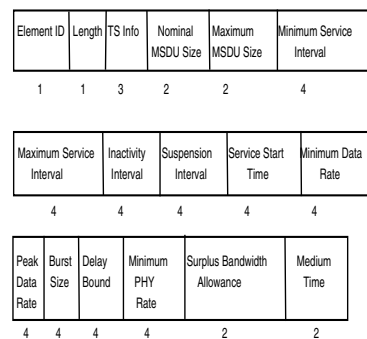 Element ID Length TS Info Nominal MSDU Size Maximum MSDU Size Minimum Service Interval
1 1 3 2 2 4
Maximum Service Interval Inactivity Interval Suspension Interval Service Start Time Minimum Data Rate
4 4 4 4 4
Peak Data Rate Burst Size Delay Bound Minimum PHY Rate Surplus Bandwidth Allowance Medium Time
4 4 4 4 2 2